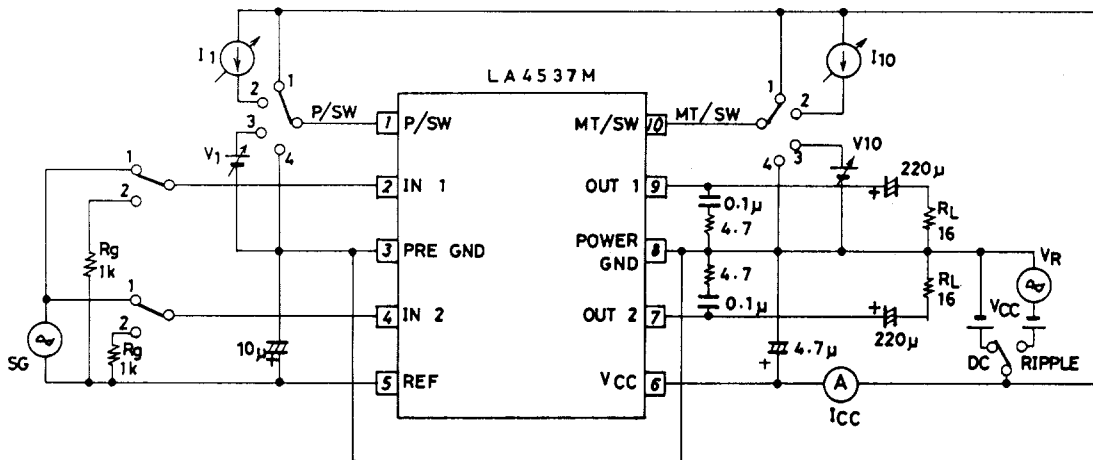 LA4537M
I1
1
2
3
4
P/SW
V1
1 P/SW
2 IN 1
3 PRE GND
4 IN 2
5 REF
MT/SW 10
OUT 1 9
POWER GND 8
OUT 2 7
VCC 6
MT/SW
1
2
3
4
I10
V10
220μ
+
0.1μ
4.7
RL
16
4.7
0.1μ
RL
16
+
220μ
4.7μ
+
VR
VCC
DC
RIPPLE
A
ICC
1
2
Rg
1k
1
2
Rg
1k
SG
10μ
+